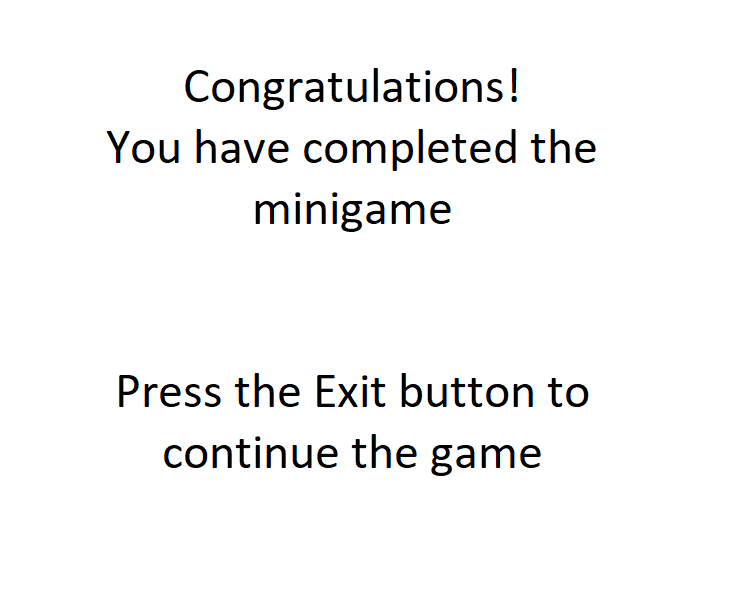 Congratulations!
You have completed the
minigame
Press the Exit button to
continue the game